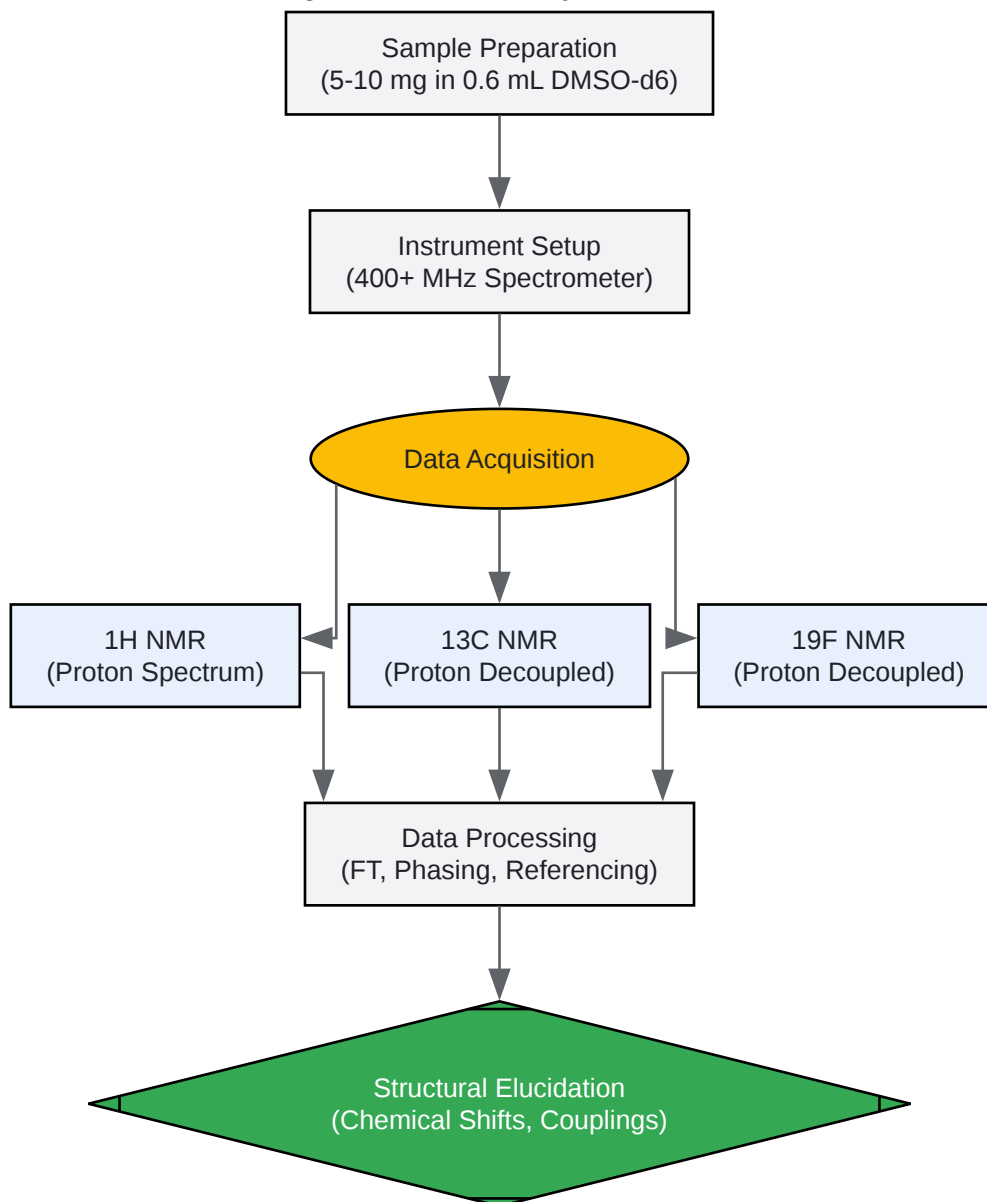 Sample Preparation
(5-10 mg in 0.6 mL DMSO-d6)
Instrument Setup
(400+ MHz Spectrometer)
Data Acquisition
1H NMR
(Proton Spectrum)
13C NMR
(Proton Decoupled)
19F NMR
(Proton Decoupled)
Data Processing
(FT, Phasing, Referencing)
Structural Elucidation
(Chemical Shifts, Couplings)